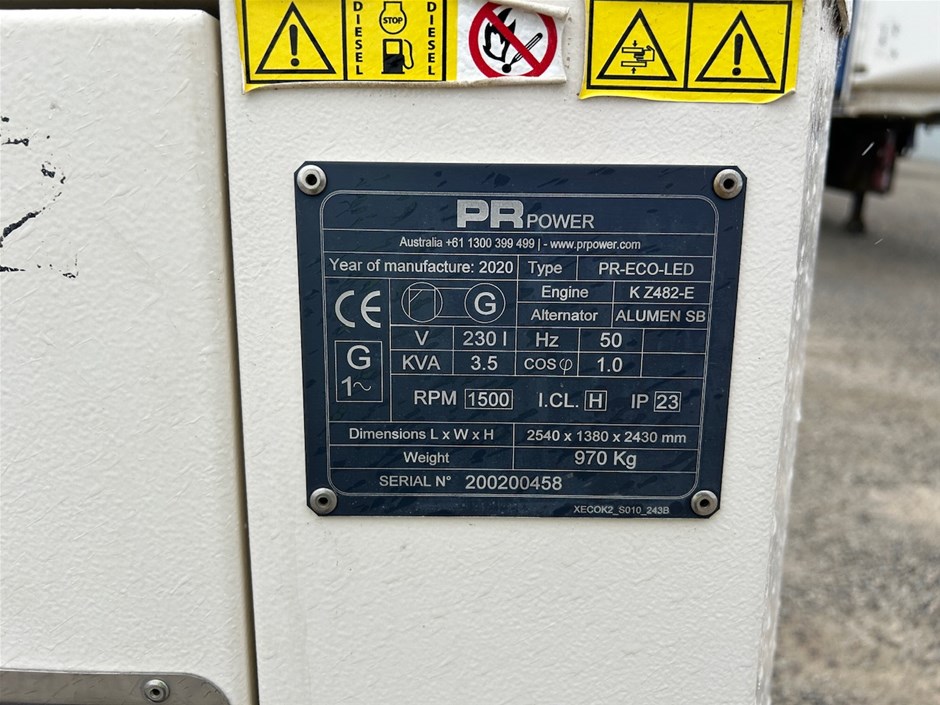 DIESEL
STOP
DIESEL
PR POWER
Australia +61 1300 399 499 | - www.prpower.com
Year of manufacture: 2020 Type PR-ECO-LED
CE G Engine K Z482-E
Alternator ALUMEN SB
V 230 I Hz 50
G 1~ KVA 3.5 COSφ 1.0
RPM 1500 I.CL. H IP 23
Dimensions L x W x H 2540 x 1380 x 2430 mm
Weight 970 Kg
SERIAL N° 200200458
XECOK2_S010_243B